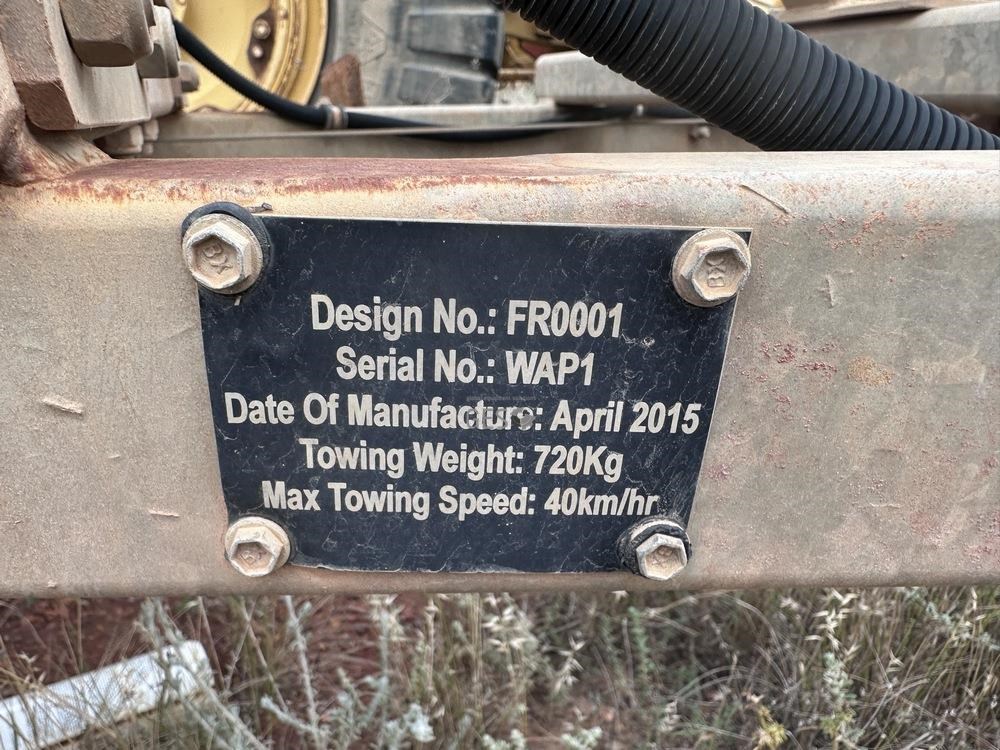 Design No.: FR0001
Serial No.: WAP1
Date Of Manufacture: April 2015
Towing Weight: 720Kg
Max Towing Speed: 40km/hr
BX